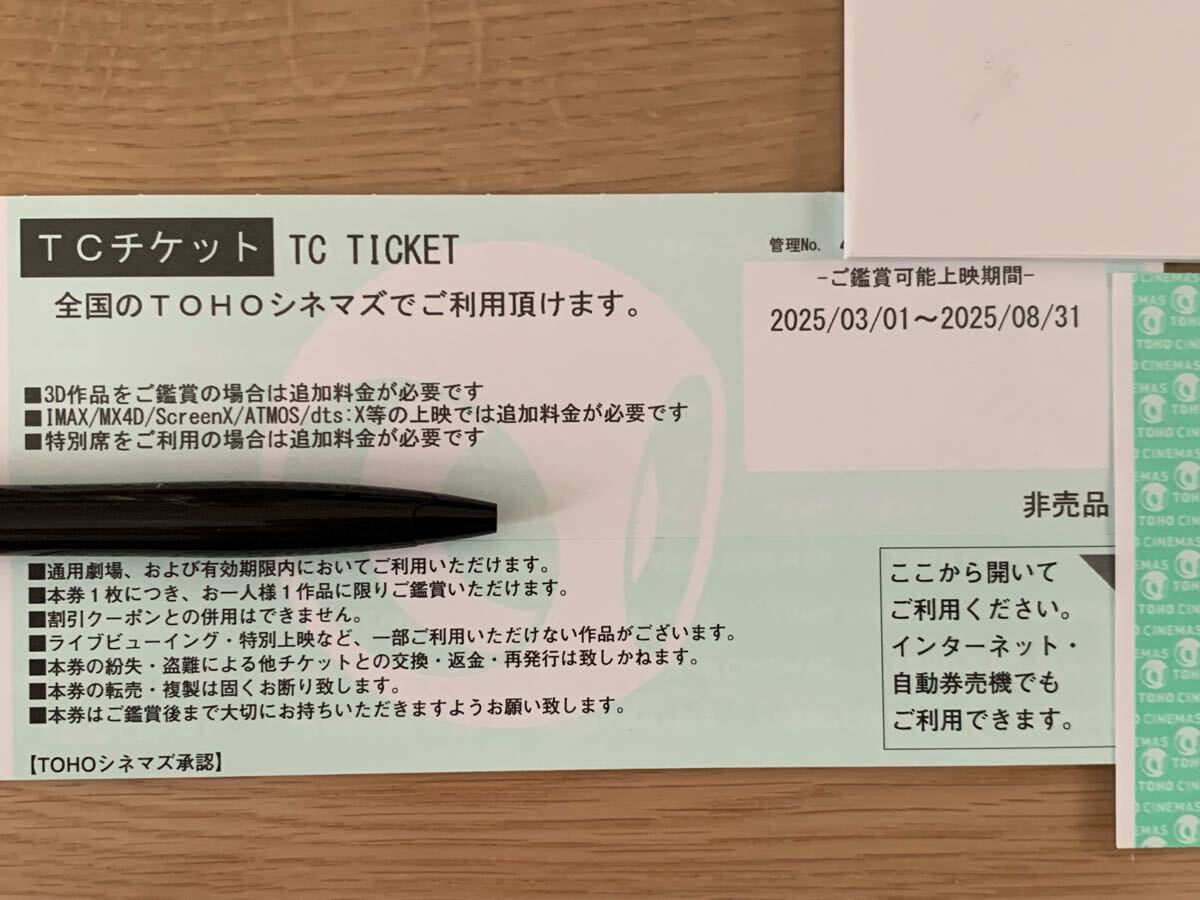 TCチケット TC TICKET
全国のTOHOシネマズでご利用頂けます。
管理No.
-ご鑑賞可能上映期間-
2025/03/01～2025/08/31
■3D作品をご鑑賞の場合は追加料金が必要です
■IMAX/MX4D/ScreenX/ATMOS/dts:X等の上映では追加料金が必要です
■特別席をご利用の場合は追加料金が必要です
非売品
■通用劇場、および有効期限内においてご利用いただけます。
■本券1枚につき、お一人様1作品に限りご鑑賞いただけます。
■割引クーポンとの併用はできません。
■ライブビューイング・特別上映など、一部ご利用いただけない作品がございます。
■本券の紛失・盗難による他チケットとの交換・返金・再発行は致しかねます。
■本券の転売・複製は固くお断り致します。
■本券はご鑑賞後まで大切にお持ちいただきますようお願い致します。
【TOHOシネマズ承認】
ここから開いて
ご利用ください。
インターネット・
自動券売機でも
ご利用できます。
TOHO CINEMAS